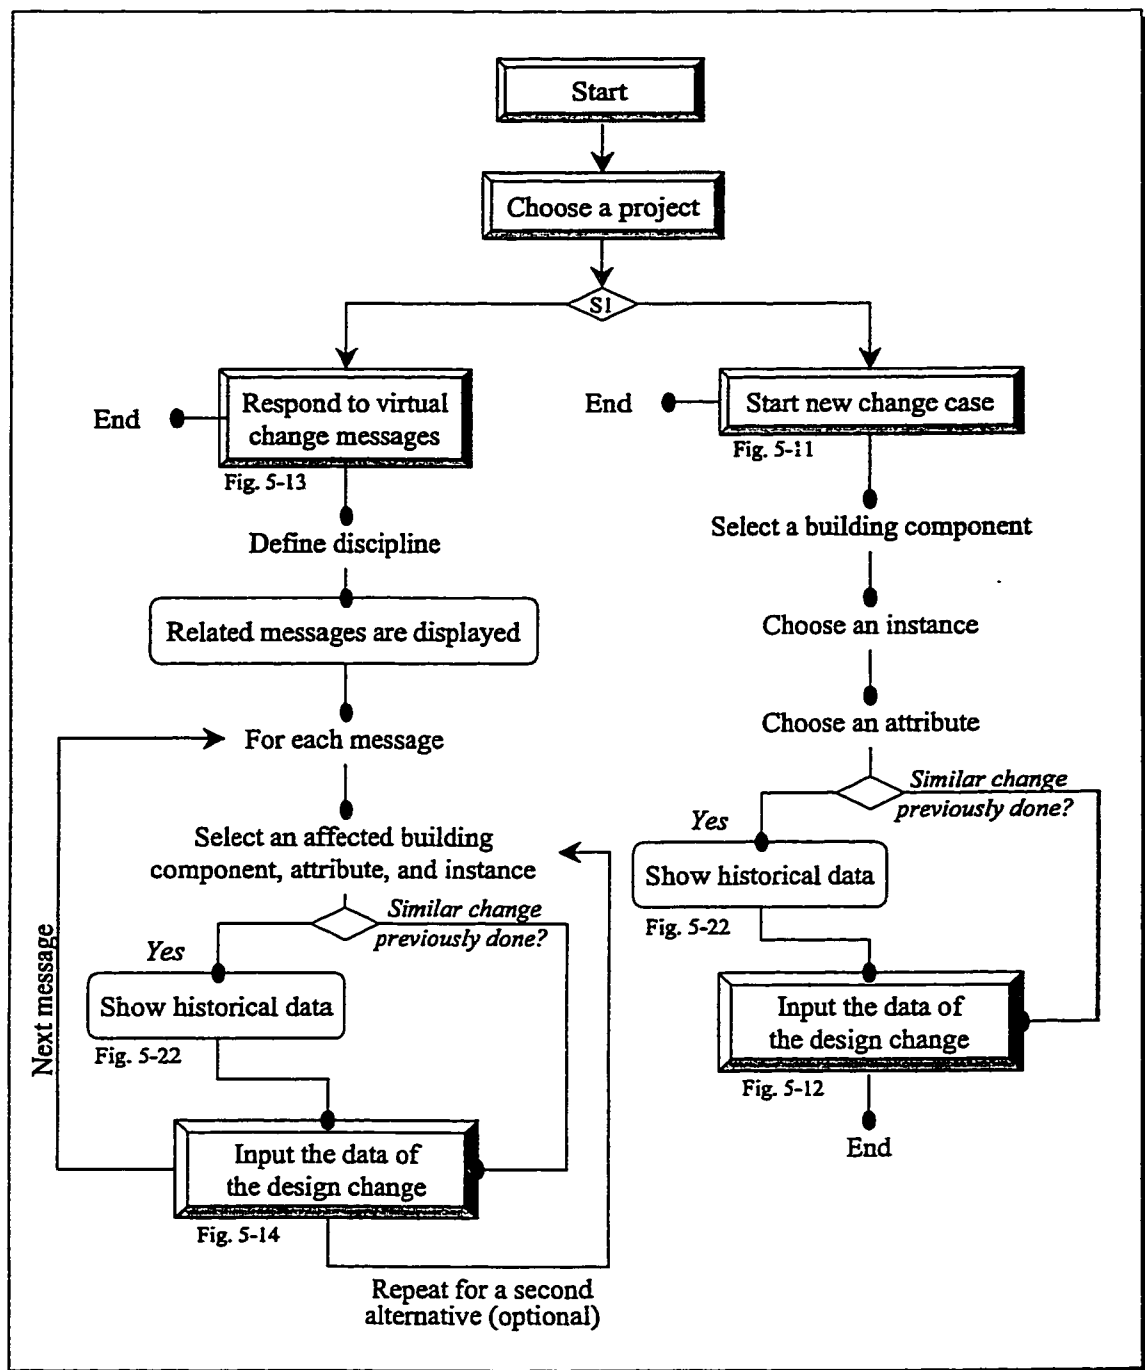 Start
Choose a project
S1
End
Respond to virtual
change messages
Fig. 5-13
Define discipline
Related messages are displayed
For each message
Select an affected building
component, attribute, and instance
Similar change
previously done?
Yes
Show historical data
Fig. 5-22
Next message
Input the data of
the design change
Fig. 5-14
Repeat for a second
alternative (optional)
End
Start new change case
Fig. 5-11
Select a building component
Choose an instance
Choose an attribute
Similar change
previously done?
Yes
Show historical data
Fig. 5-22
Input the data of
the design change
Fig. 5-12
End